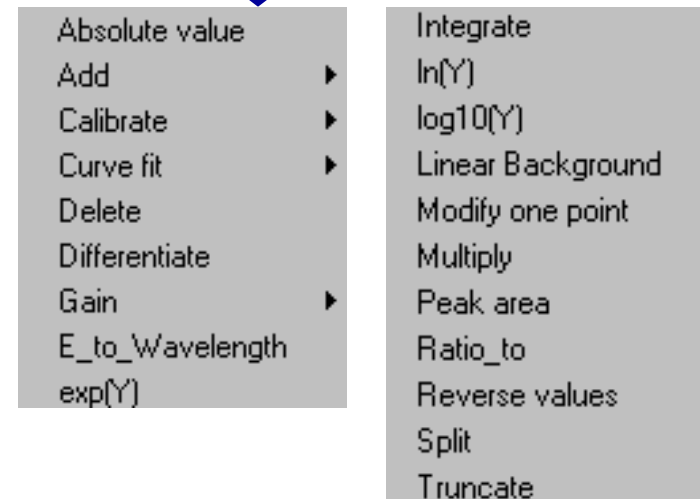 Absolute value
Add
Calibrate
Curve fit
Delete
Differentiate
Gain
E_to_Wavelength
exp(Y)
Integrate
ln(Y)
log10(Y)
Linear Background
Modify one point
Multiply
Peak area
Ratio_to
Reverse values
Split
Truncate